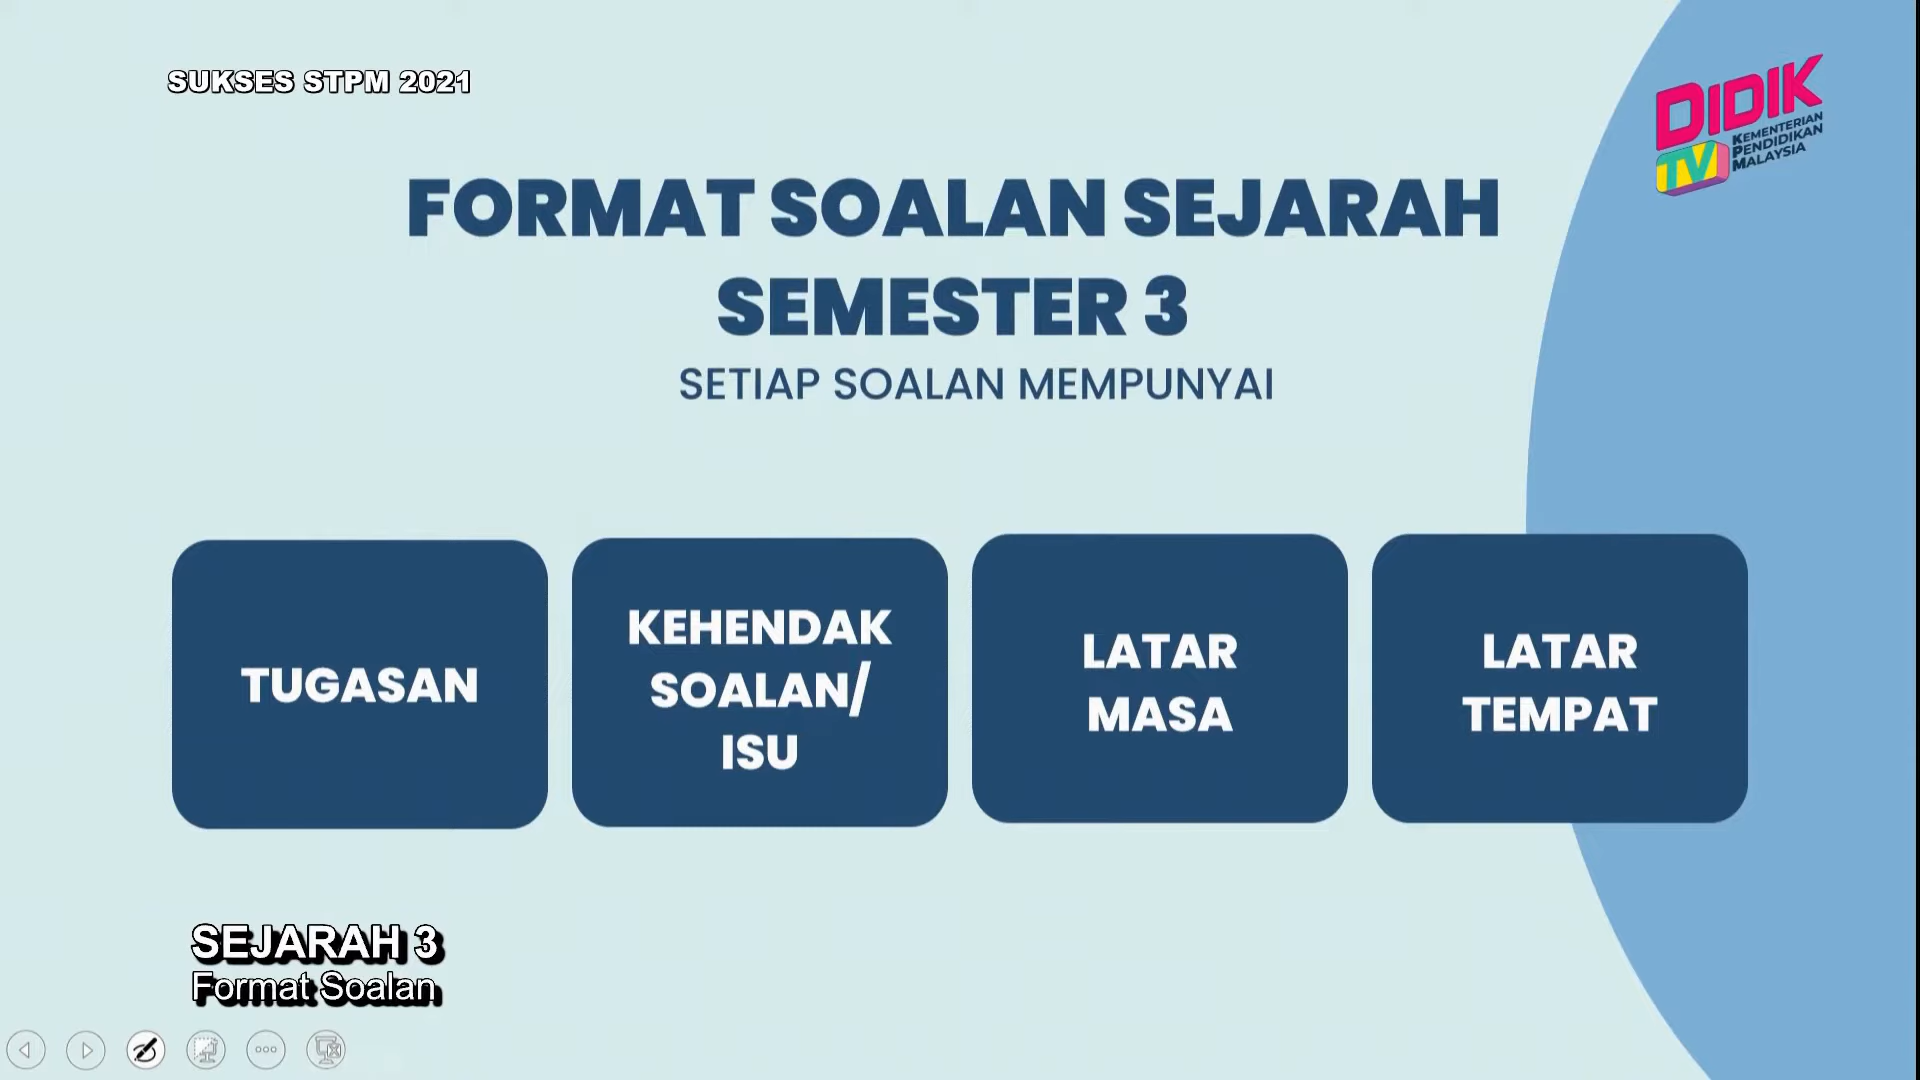 SUKSES STPM 2021
DIDIK
TV
KEMENTERIAN
PENDIDIKAN
MALAYSIA
FORMAT SOALAN SEJARAH
SEMESTER 3
SETIAP SOALAN MEMPUNYAI
TUGASAN
KEHENDAK
SOALAN/
ISU
LATAR
MASA
LATAR
TEMPAT
SEJARAH 3
Format Soalan